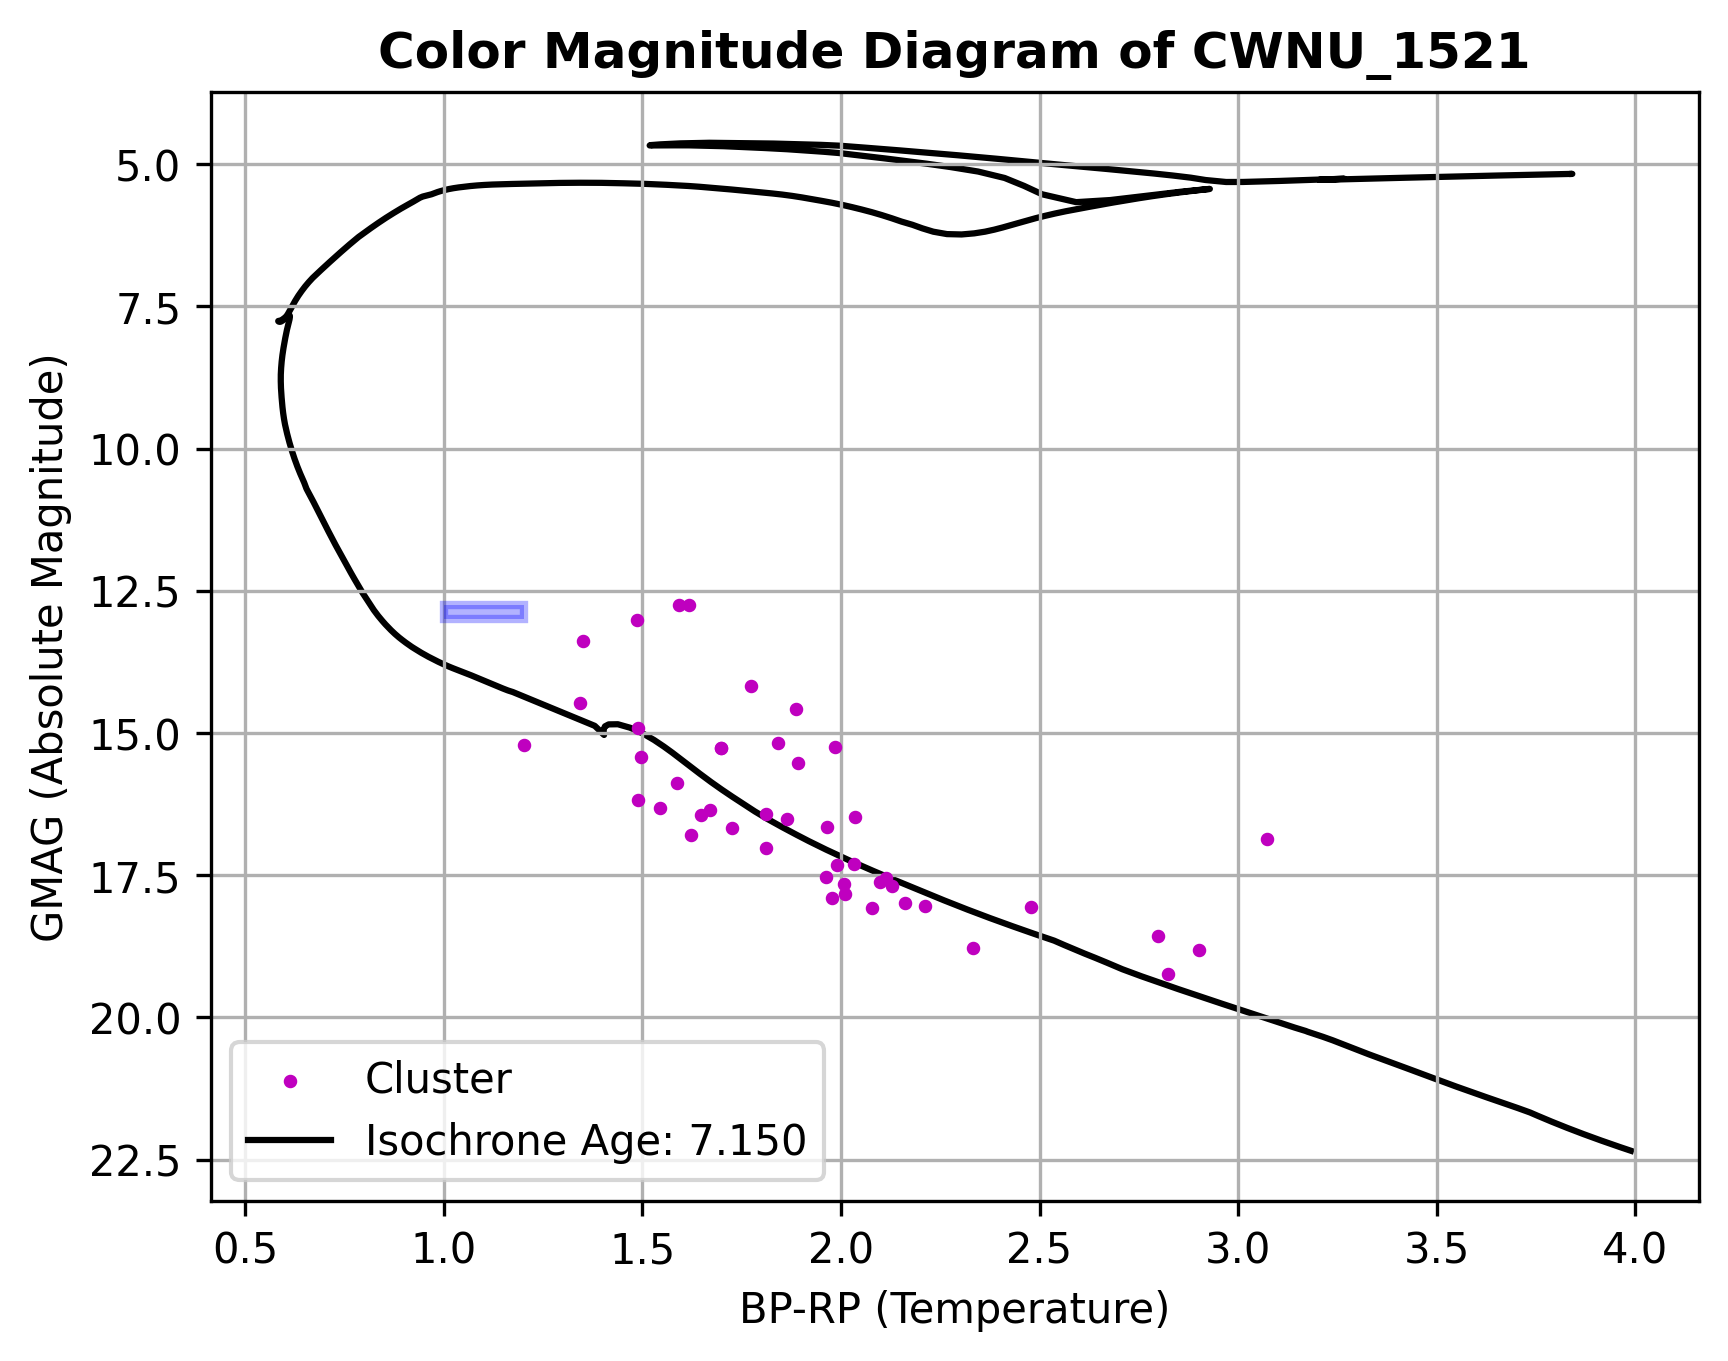 Color Magnitude Diagram of CWNU_1521
GMAG (Absolute Magnitude)
5.0
7.5
10.0
12.5
15.0
17.5
20.0
22.5
Cluster
Isochrone Age: 7.150
0.5 1.0 1.5 2.0 2.5 3.0 3.5 4.0
BP-RP (Temperature)